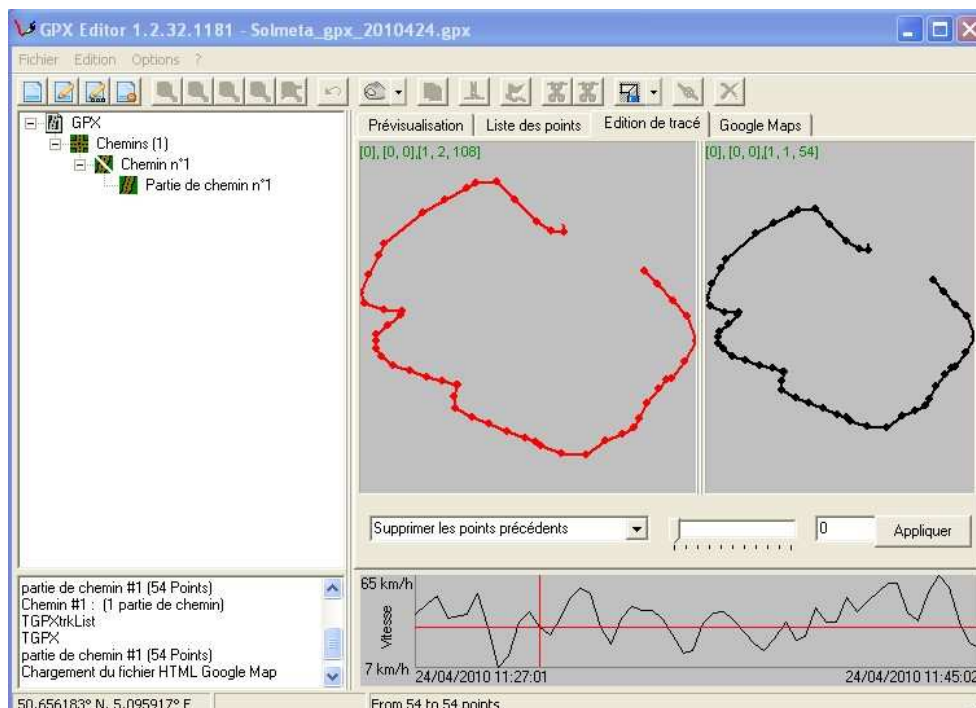 GPX Editor 1.2.32.1181 - Solmeta_gpx_2010424.gpx
Fichier Edition Options ?
GPX
Chemins (1)
Chemin n°1
Partie de chemin n°1
Prévisualisation Liste des points Edition de tracé Google Maps
[0], [0, 0],[1, 2, 108]
[0], [0, 0],[1, 1, 54]
Supprimer les points précédents
0
Appliquer
partie de chemin #1 (54 Points)
Chemin #1 : (1 partie de chemin)
TGPXtrkList
TGPX
partie de chemin #1 (54 Points)
Chargement du fichier HTML Google Map
65 km/h
Vitesse
7 km/h
24/04/2010 11:27:01
24/04/2010 11:45:02
50,656183° N, 5,095917° E
From 54 to 54 points